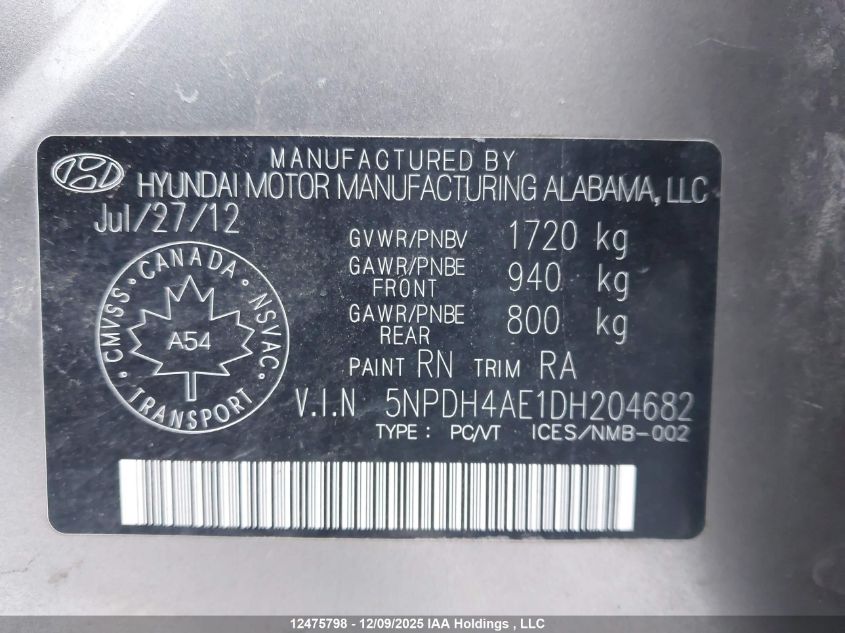 MANUFACTURED BY
HYUNDAI MOTOR MANUFACTURING ALABAMA, LLC
Jul/27/12
GVWR/PNBV 1720 kg
GAWR/PNBE FRONT 940 kg
GAWR/PNBE REAR 800 kg
PAINT RN TRIM RA
CANADA
CMVSS
NSVAC
A54
TRANSPORT
V.I.N 5NPDH4AE1DH204682
TYPE : PC/VT ICES/NMB-002
12475798 - 12/09/2025 IAA Holdings , LLC